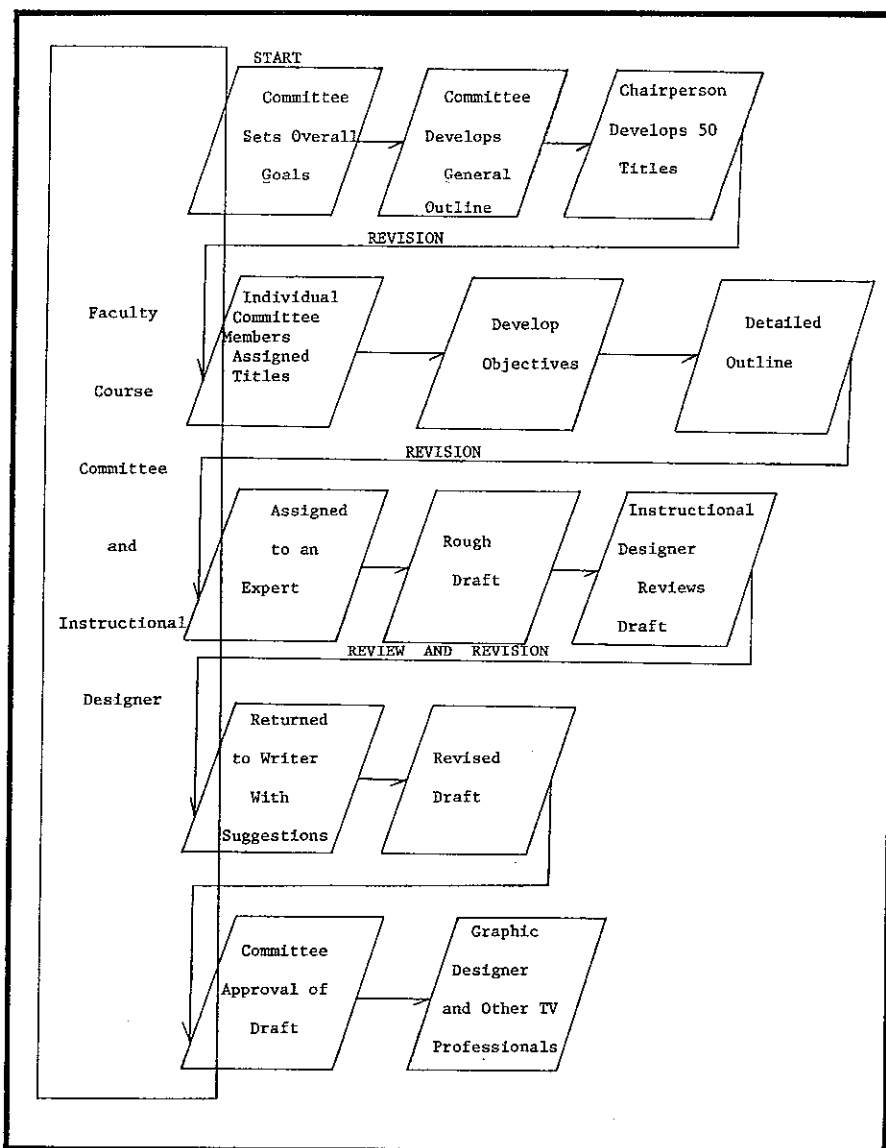 START
Committee
Sets Overall
Goals
Committee
Develops
General
Outline
Chairperson
Develops 50
Titles
REVISION
Faculty
Course
Committee
and
Instructional
Designer
Individual
Committee
Members
Assigned
Titles
Develop
Objectives
Detailed
Outline
REVISION
Assigned
to an
Expert
Rough
Draft
Instructional
Designer
Reviews
Draft
REVIEW AND REVISION
Returned
to Writer
With
Suggestions
Revised
Draft
Committee
Approval of
Draft
Graphic
Designer
and Other TV
Professionals